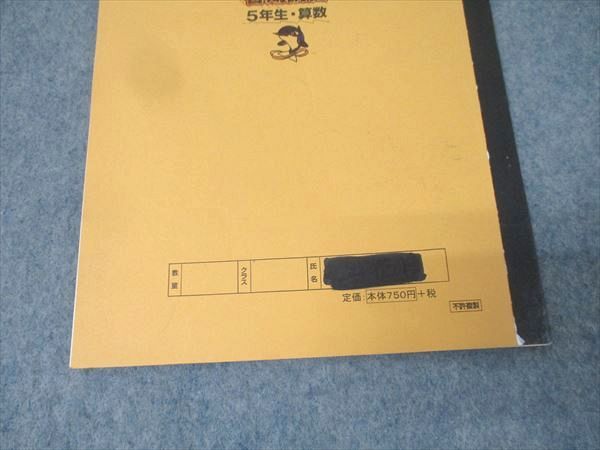 5年生・算数
教室
クラス
氏名
定価:本体750円+税
不許複製